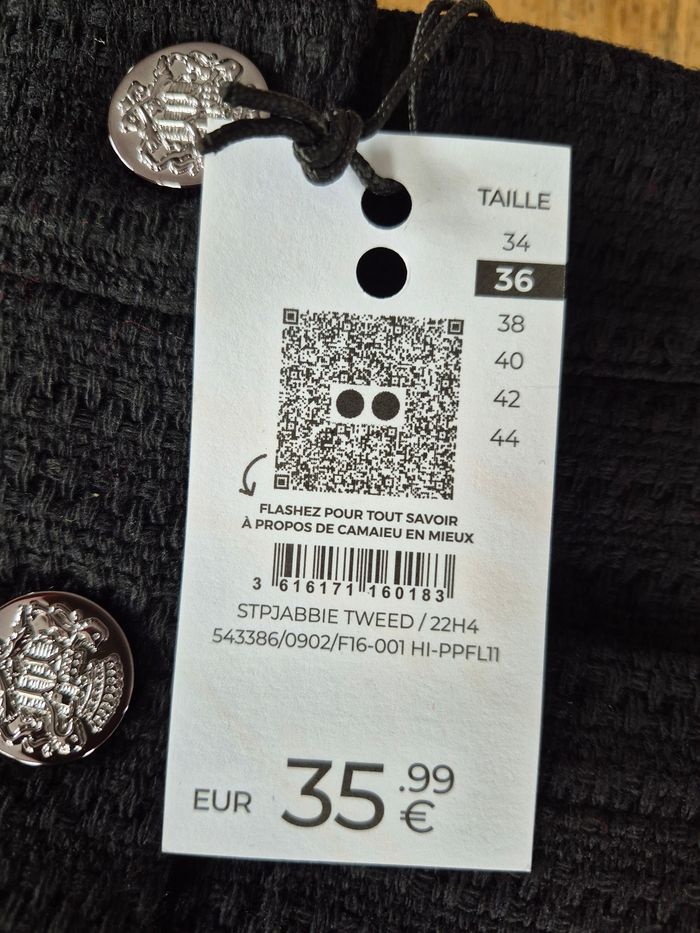 TAILLE
34
36
38
40
42
44
FLASHEZ POUR TOUT SAVOIR
À PROPOS DE CAMAIEU EN MIEUX
3 616171 160183
STPJABBIE TWEED / 22H4
543386/0902/F16-001 HI-PPFL11
EUR 35.99 €